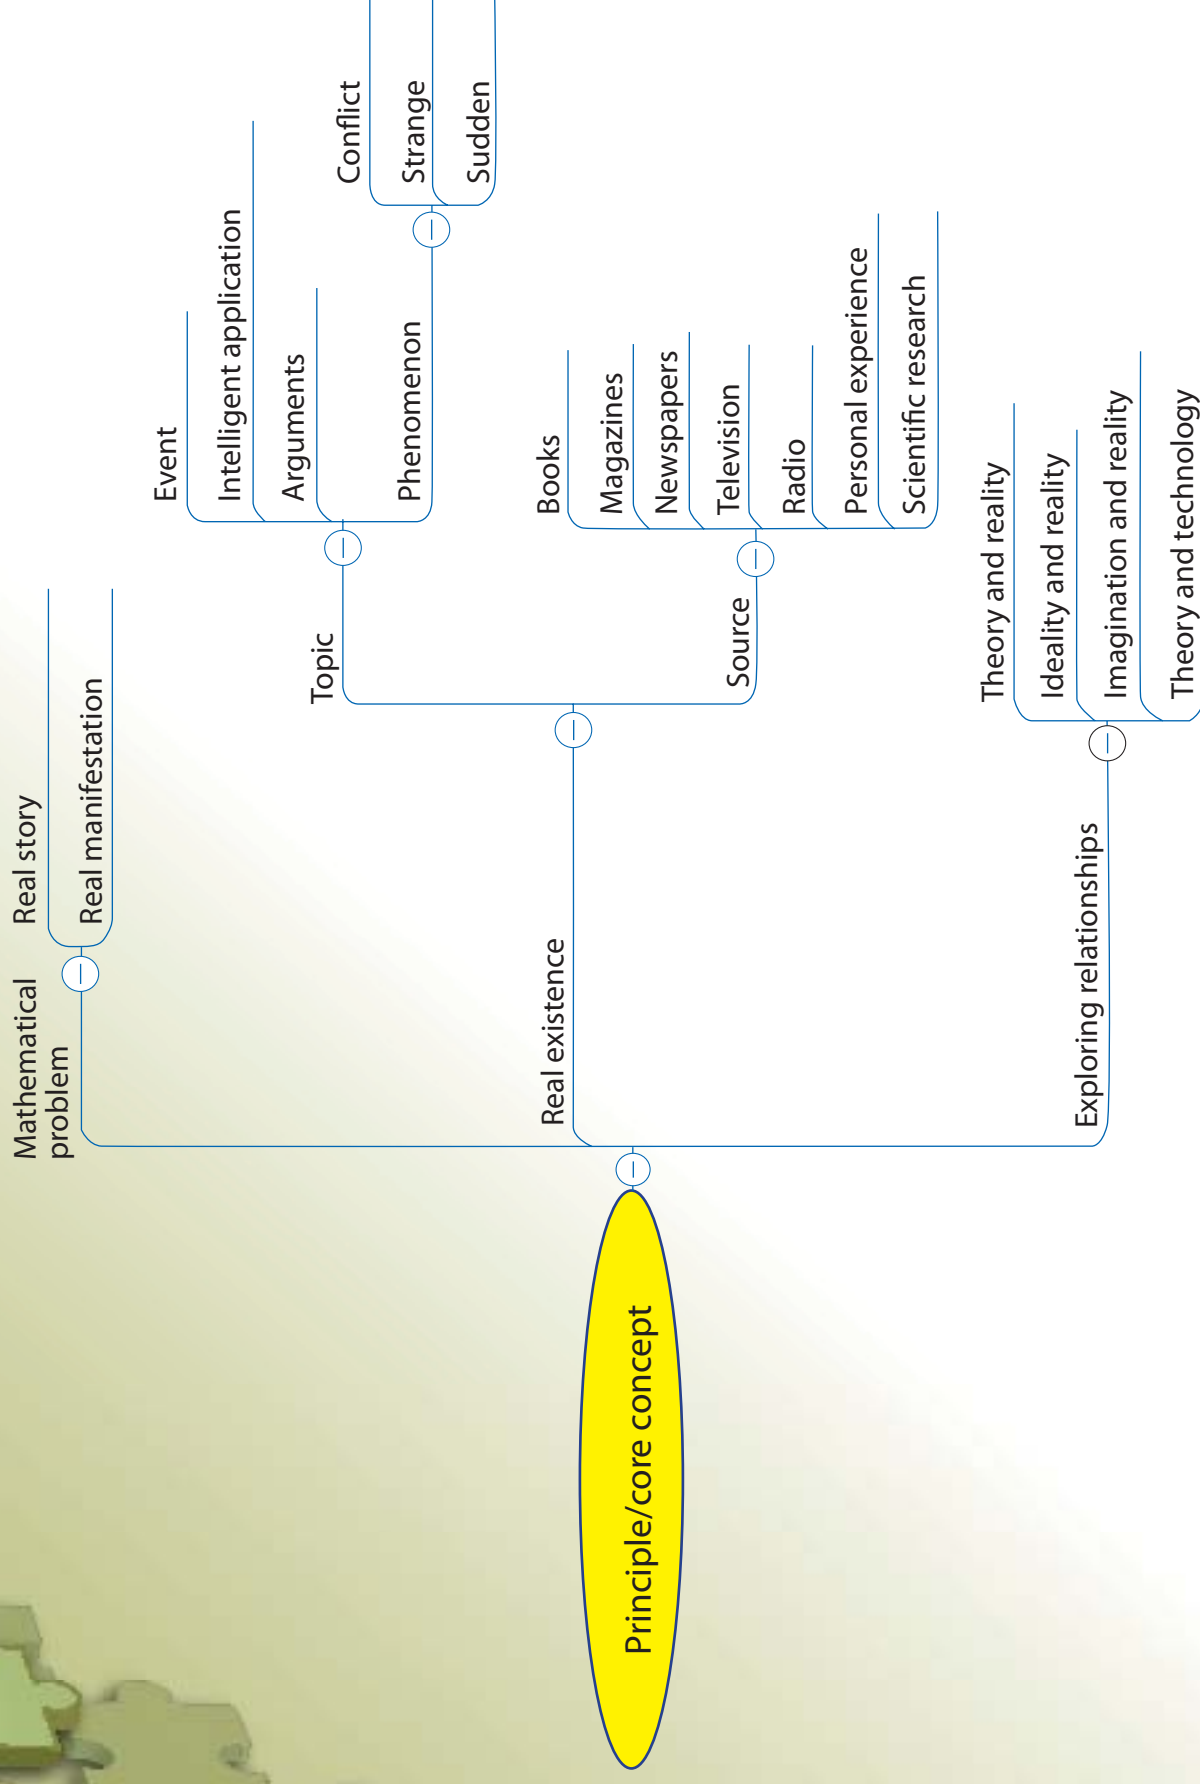 Principle/core concept
Mathematical
problem
Real story
Real manifestation
Real existence
Topic
Event
Intelligent application
Arguments
Phenomenon
Conflict
Strange
Sudden
Source
Books
Magazines
Newspapers
Television
Radio
Personal experience
Scientific research
Exploring relationships
Theory and reality
Ideality and reality
Imagination and reality
Theory and technology